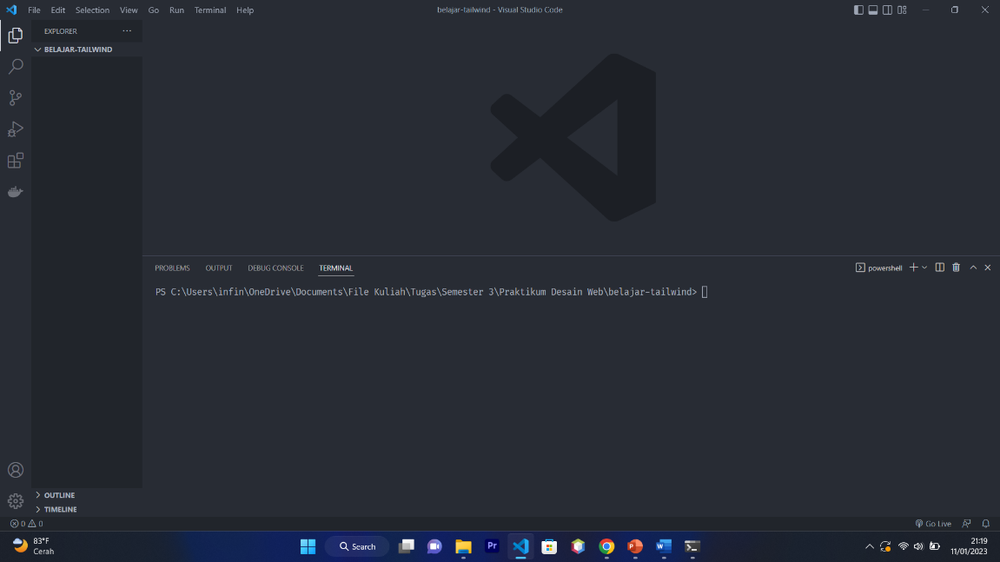 File Edit Selection View Go Run Terminal Help
belajar-tailwind - Visual Studio Code
EXPLORER
BELAJAR-TAILWIND
PROBLEMS OUTPUT DEBUG CONSOLE TERMINAL
powershell
PS C:\Users\infin\OneDrive\Documents\File Kuliah\Tugas\Semester 3\Praktikum Desain Web\belajar-tailwind>
OUTLINE
TIMELINE
0 0
Go Live
83°F
Cerah
Search
Pr
P
W
21:19
11/01/2023